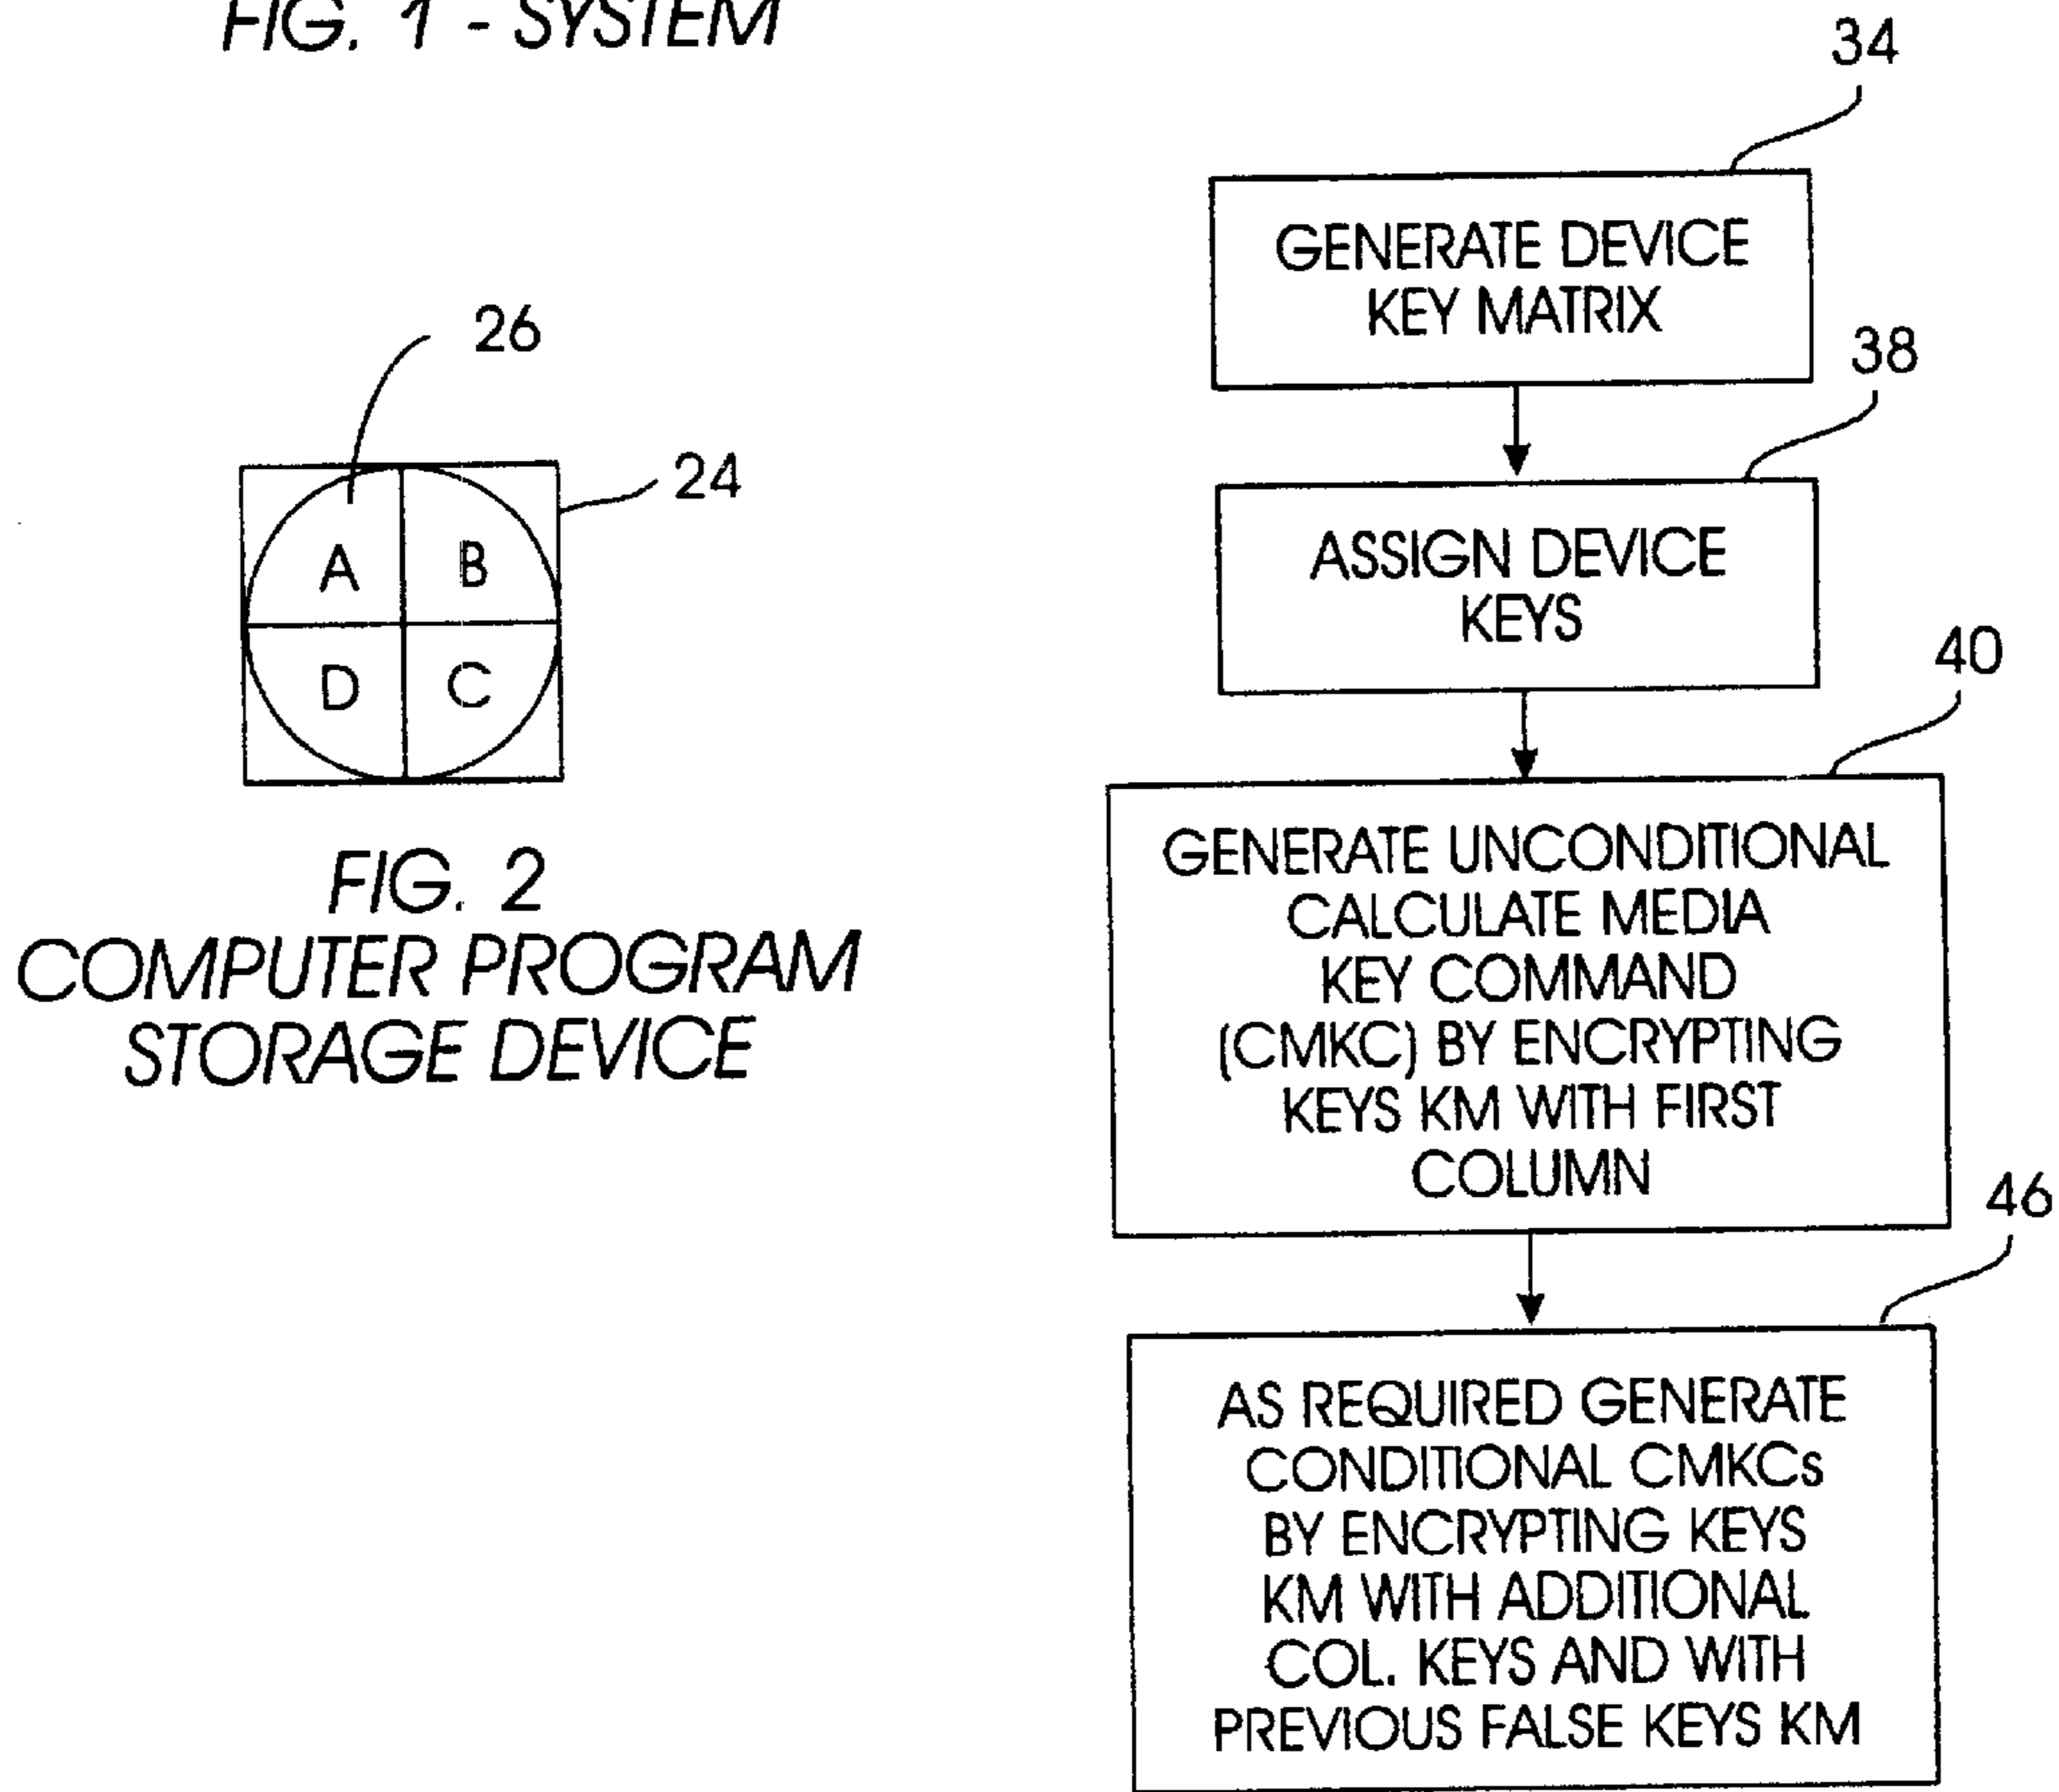 FIG. 1 - SYSTEM
26
24
A
B
D
C
FIG. 2
COMPUTER PROGRAM
STORAGE DEVICE
34
GENERATE DEVICE
KEY MATRIX
38
ASSIGN DEVICE
KEYS
40
GENERATE UNCONDITIONAL
CALCULATE MEDIA
KEY COMMAND
(CMKC) BY ENCRYPTING
KEYS KM WITH FIRST
COLUMN
46
AS REQUIRED GENERATE
CONDITIONAL CMKCs
BY ENCRYPTING KEYS
KM WITH ADDITIONAL
COL. KEYS AND WITH
PREVIOUS FALSE KEYS KM